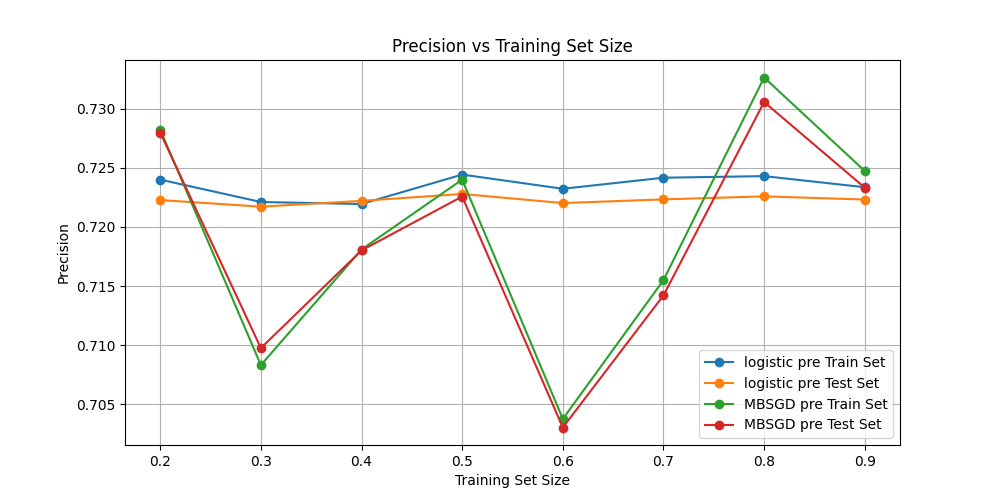 Precision vs Training Set Size
Precision
0.730
0.725
0.720
0.715
0.710
0.705
0.2 0.3 0.4 0.5 0.6 0.7 0.8 0.9
Training Set Size
logistic pre Train Set
logistic pre Test Set
MBSGD pre Train Set
MBSGD pre Test Set